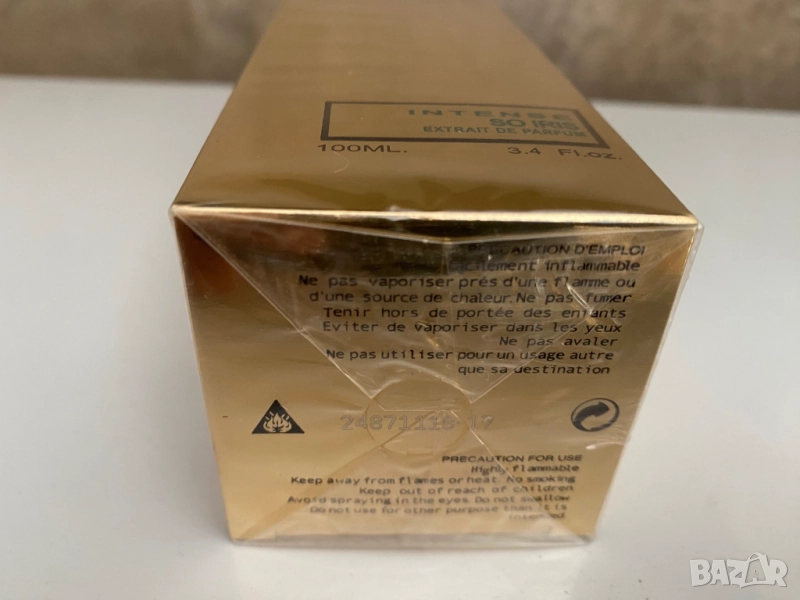 INTENSE
SO IRIS
EXTRAIT DE PARFUM
100ML. 3.4 Fl.oz.
PRECAUTION D'EMPLOI
Facilement inflammable
Ne pas vaporiser prés d'une flamme ou
d'une source de chaleur. Ne pas fumer
Tenir hors de portée des enfants
Eviter de vaporiser dans les yeux
Ne pas avaler
Ne pas utiliser pour un usage autre
que sa destination
PRECAUTION FOR USE
Highly flammable
Keep away from flames or heat. No smoking
Keep out of reach of children
Avoid spraying in the eyes. Do not swallow
Do not use for other purpose than it is
intended
BAZAR